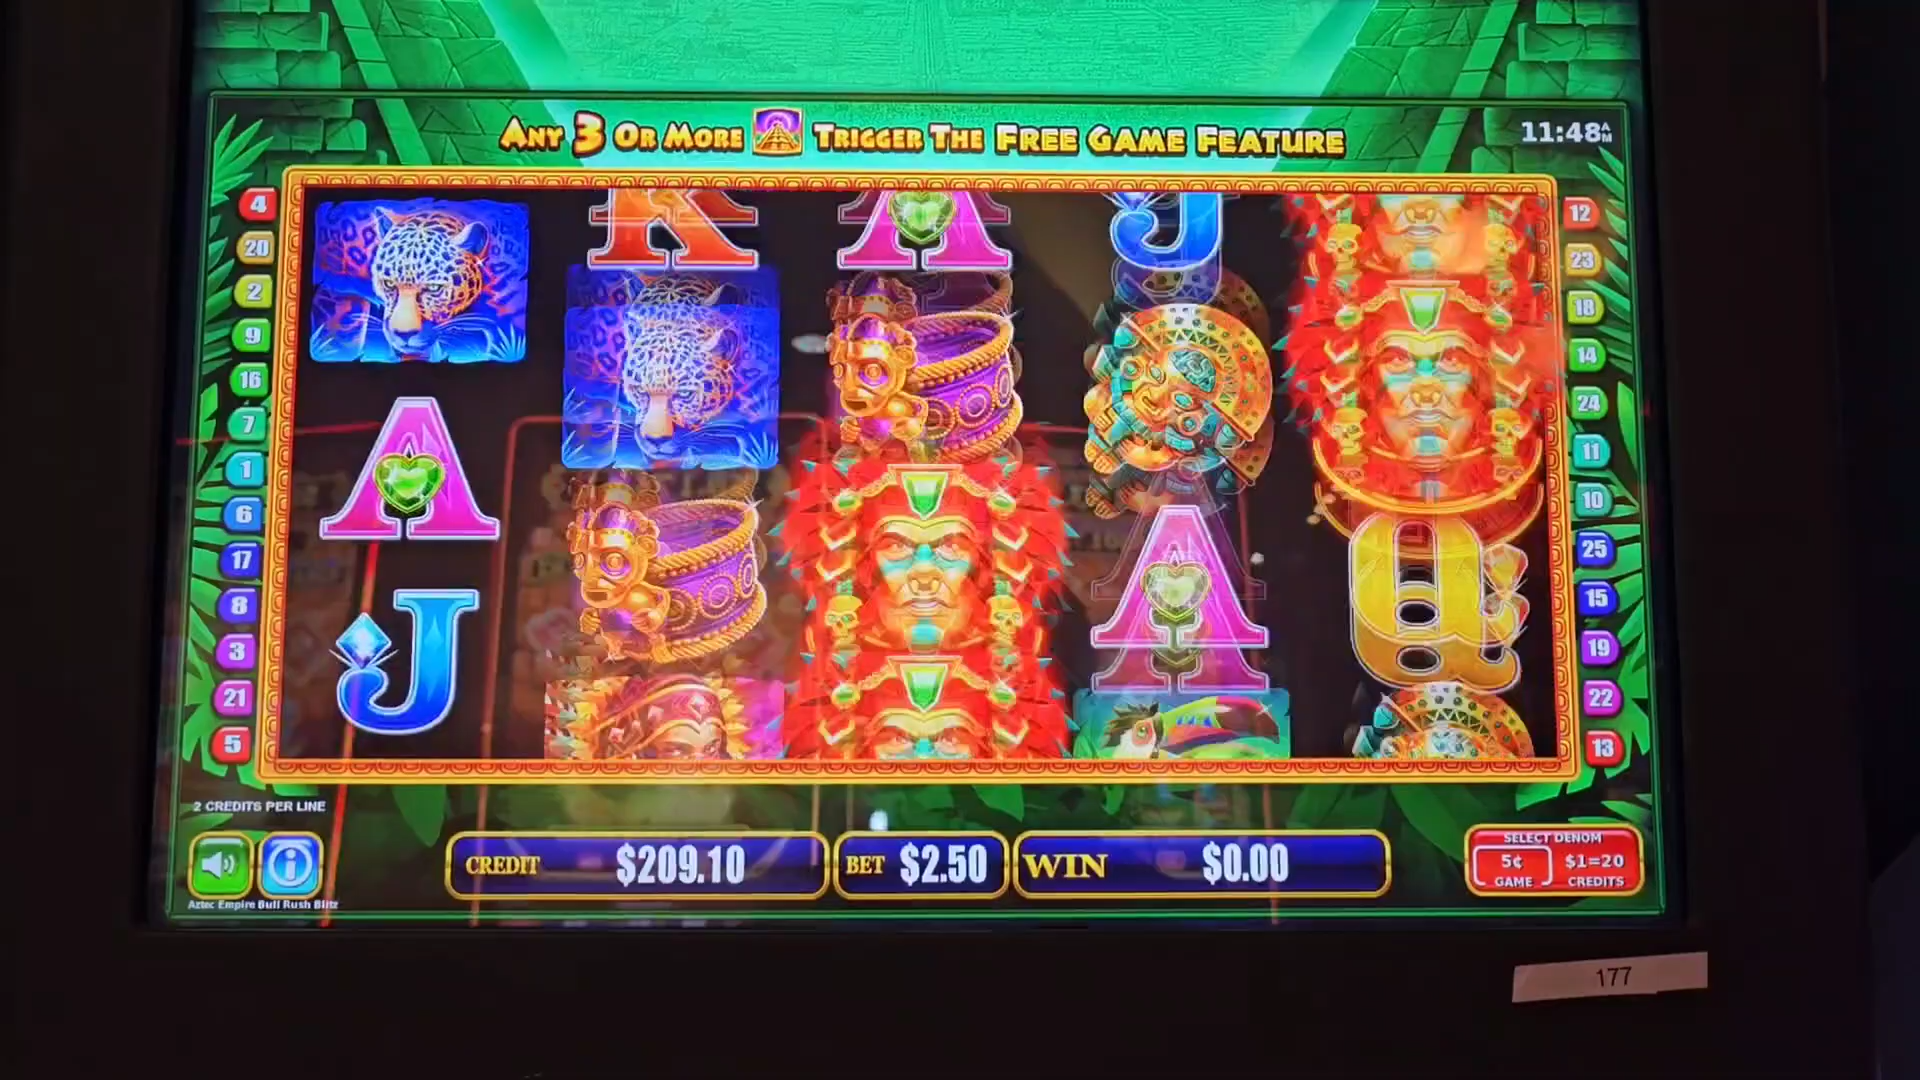 ANY 3 OR MORE TRIGGER THE FREE GAME FEATURE
11:48AM
K A J
4 12
20 23
2 18
9 14
16 24
7 11
1 10
6 25
17 15
8 19
3 22
21 13
5
A
A Q
J
2 CREDITS PER LINE
CREDIT $209.10 BET $2.50 WIN $0.00
SELECT DENOM
5¢ $1=20
GAME CREDITS
Aztec Empire Bull Rush Blitz
177